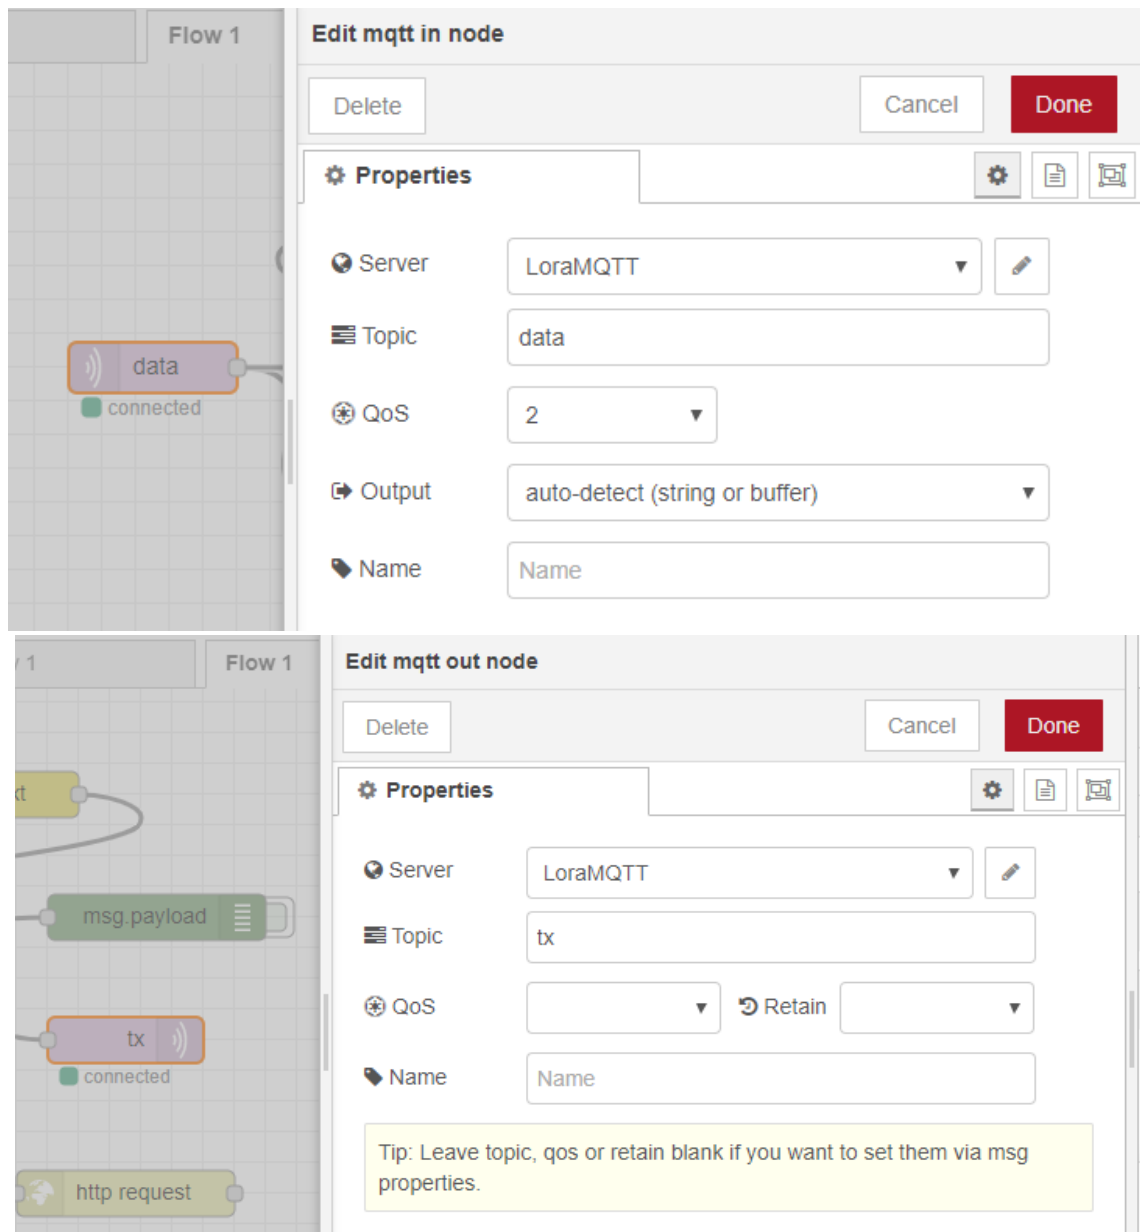 Flow 1
Edit mqtt in node
Delete
Cancel
Done
Properties
Server
LoraMQTT
Topic
data
QoS
2
Output
auto-detect (string or buffer)
Name
Name
data
connected
1
Flow 1
Edit mqtt out node
Delete
Cancel
Done
Properties
Server
LoraMQTT
Topic
tx
QoS
Retain
Name
Name
Tip: Leave topic, qos or retain blank if you want to set them via msg
properties.
msg.payload
tx
connected
http request